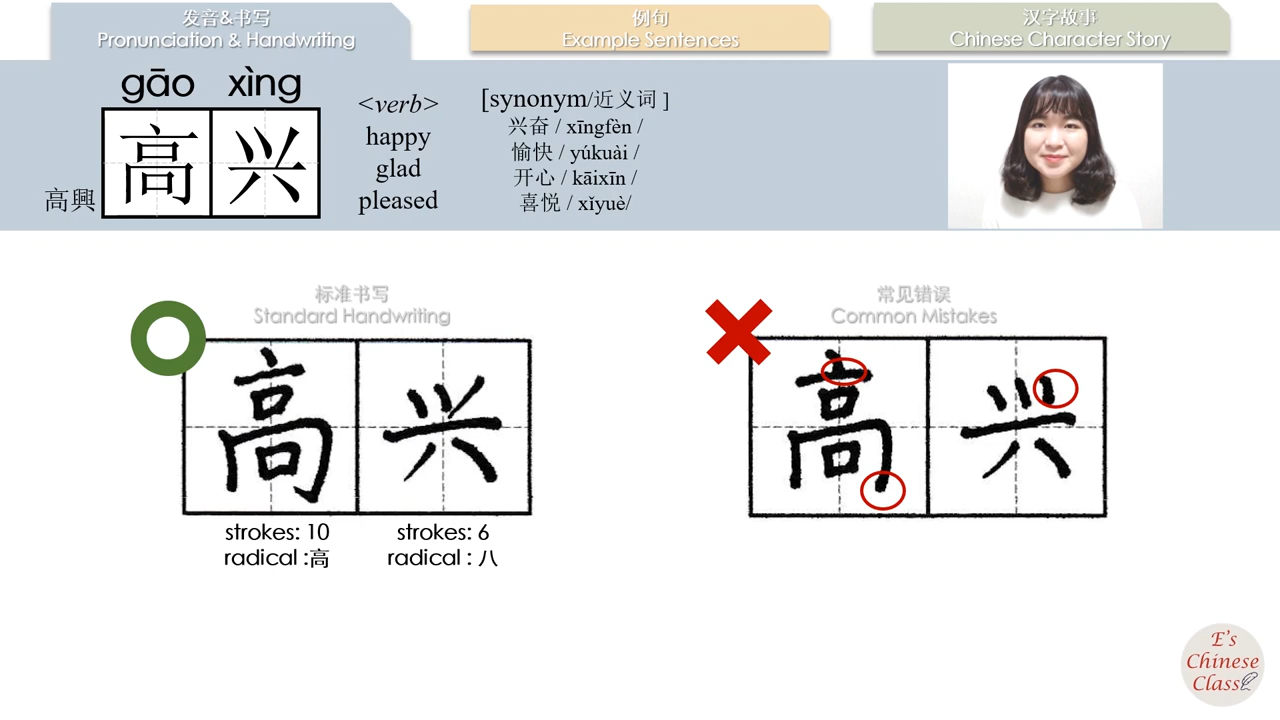 发音&书写
Pronunciation & Handwriting
例句
Example Sentences
汉字故事
Chinese Character Story
gāo xìng
高兴
高興
<verb>
happy
glad
pleased
[synonym/近义词 ]
兴奋 / xīngfèn /
愉快 / yúkuài /
开心 / kāixīn /
喜悦 / xǐyuè/
标准书写
Standard Handwriting
高兴
strokes: 10
radical :高
strokes: 6
radical : 八
常见错误
Common Mistakes
高兴
E's
Chinese
Class